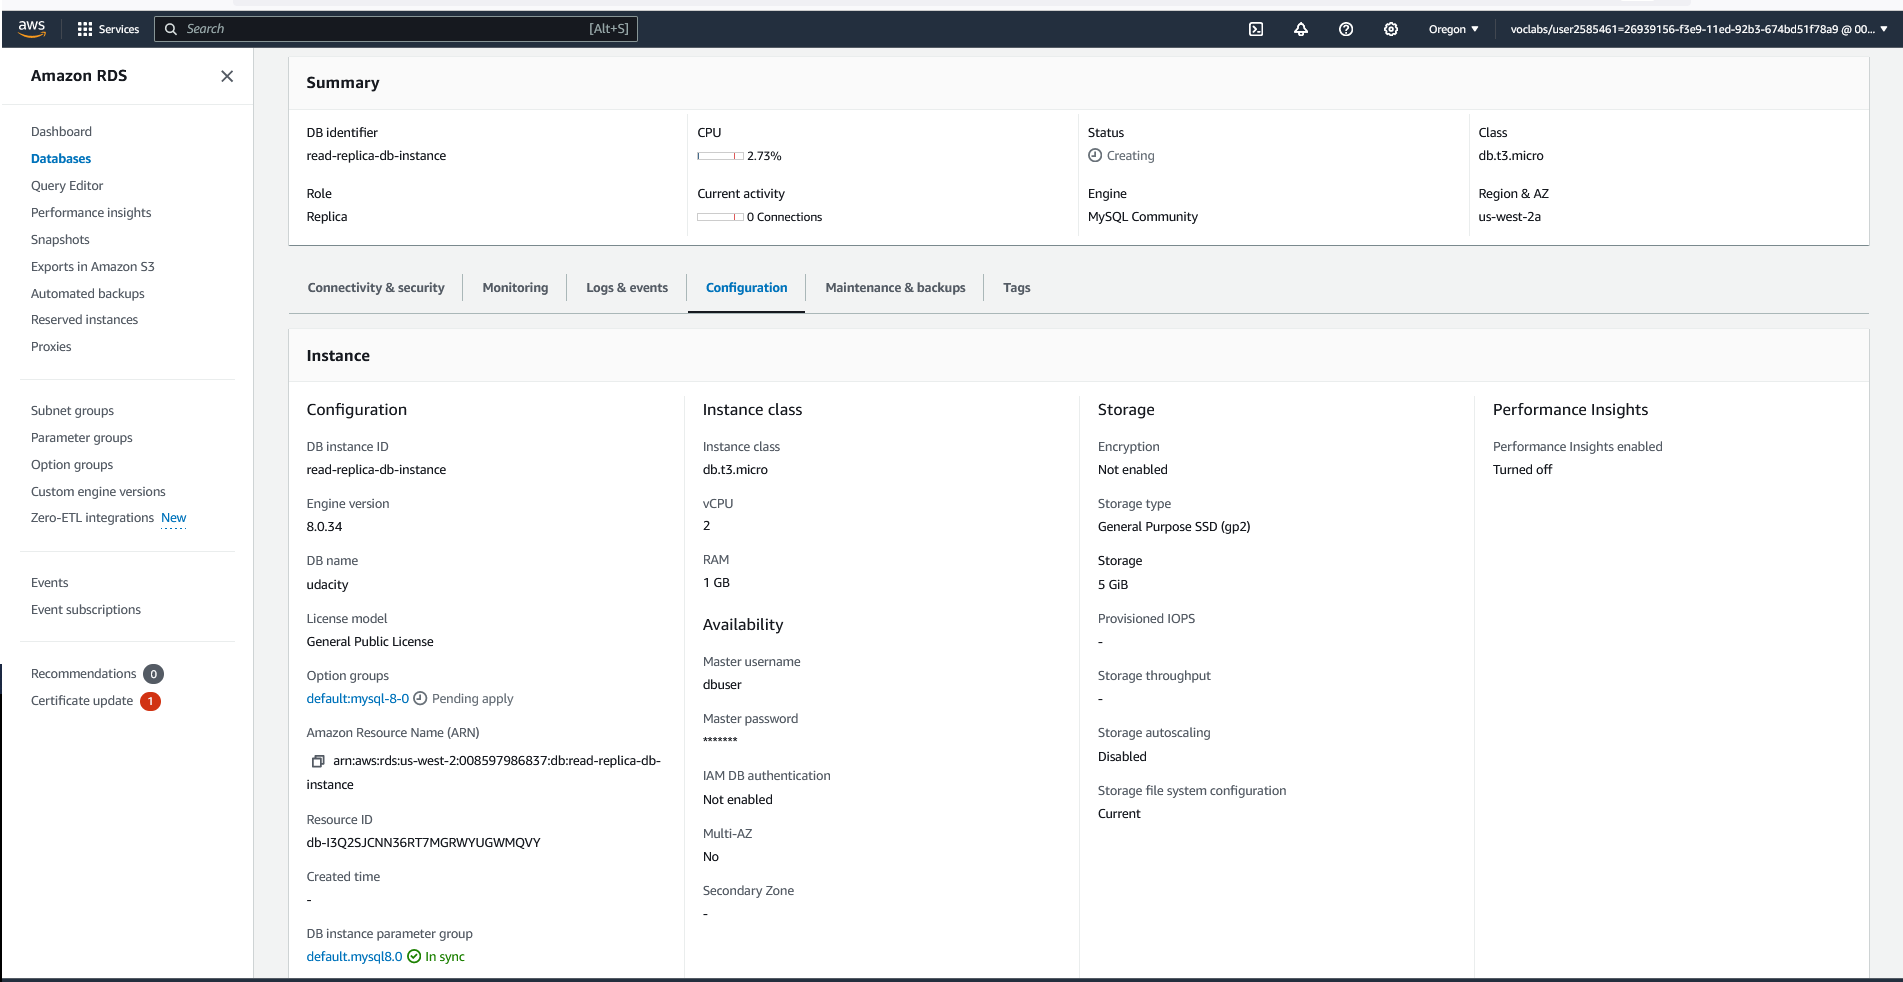 aws
Services
Search
[Alt+S]
Oregon
voclabs/user2585461=26939156-f3e9-11ed-92b3-674bd51f78a9 @ 00...
Amazon RDS
Dashboard
Databases
Query Editor
Performance insights
Snapshots
Exports in Amazon S3
Automated backups
Reserved instances
Proxies
Subnet groups
Parameter groups
Option groups
Custom engine versions
Zero-ETL integrations New
Events
Event subscriptions
Recommendations 0
Certificate update 1
Summary
DB identifier
read-replica-db-instance
Role
Replica
CPU
2.73%
Current activity
0 Connections
Status
Creating
Engine
MySQL Community
Class
db.t3.micro
Region & AZ
us-west-2a
Connectivity & security
Monitoring
Logs & events
Configuration
Maintenance & backups
Tags
Instance
Configuration
DB instance ID
read-replica-db-instance
Engine version
8.0.34
DB name
udacity
License model
General Public License
Option groups
default:mysql-8-0 Pending apply
Amazon Resource Name (ARN)
arn:aws:rds:us-west-2:008597986837:db:read-replica-db-
instance
Resource ID
db-I3Q2SJCNN36RT7MGRWYUGWMQVY
Created time
-
DB instance parameter group
default.mysql8.0 In sync
Instance class
Instance class
db.t3.micro
vCPU
2
RAM
1 GB
Availability
Master username
dbuser
Master password
*******
IAM DB authentication
Not enabled
Multi-AZ
No
Secondary Zone
-
Storage
Encryption
Not enabled
Storage type
General Purpose SSD (gp2)
Storage
5 GiB
Provisioned IOPS
-
Storage throughput
-
Storage autoscaling
Disabled
Storage file system configuration
Current
Performance Insights
Performance Insights enabled
Turned off